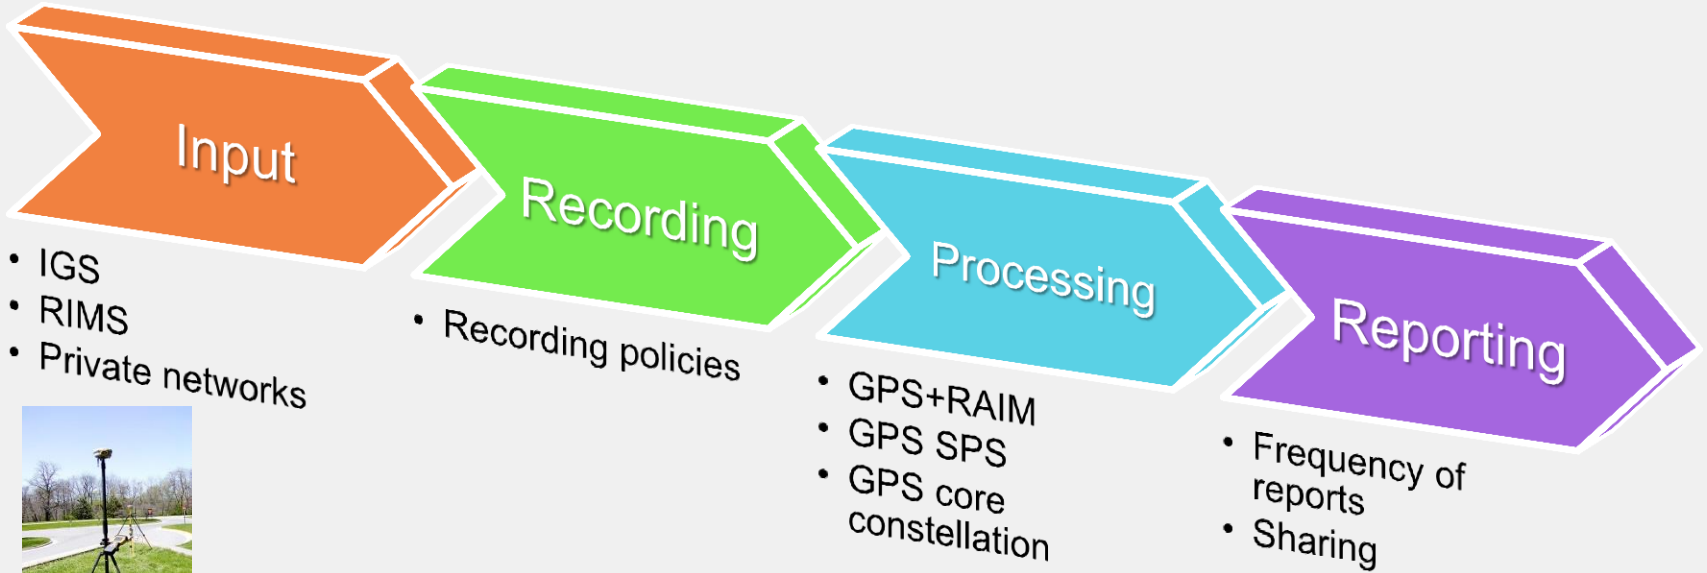 Input
• IGS
• RIMS
• Private networks
Recording
• Recording policies
Processing
• GPS+RAIM
• GPS SPS
• GPS core
constellation
Reporting
• Frequency of
reports
• Sharing